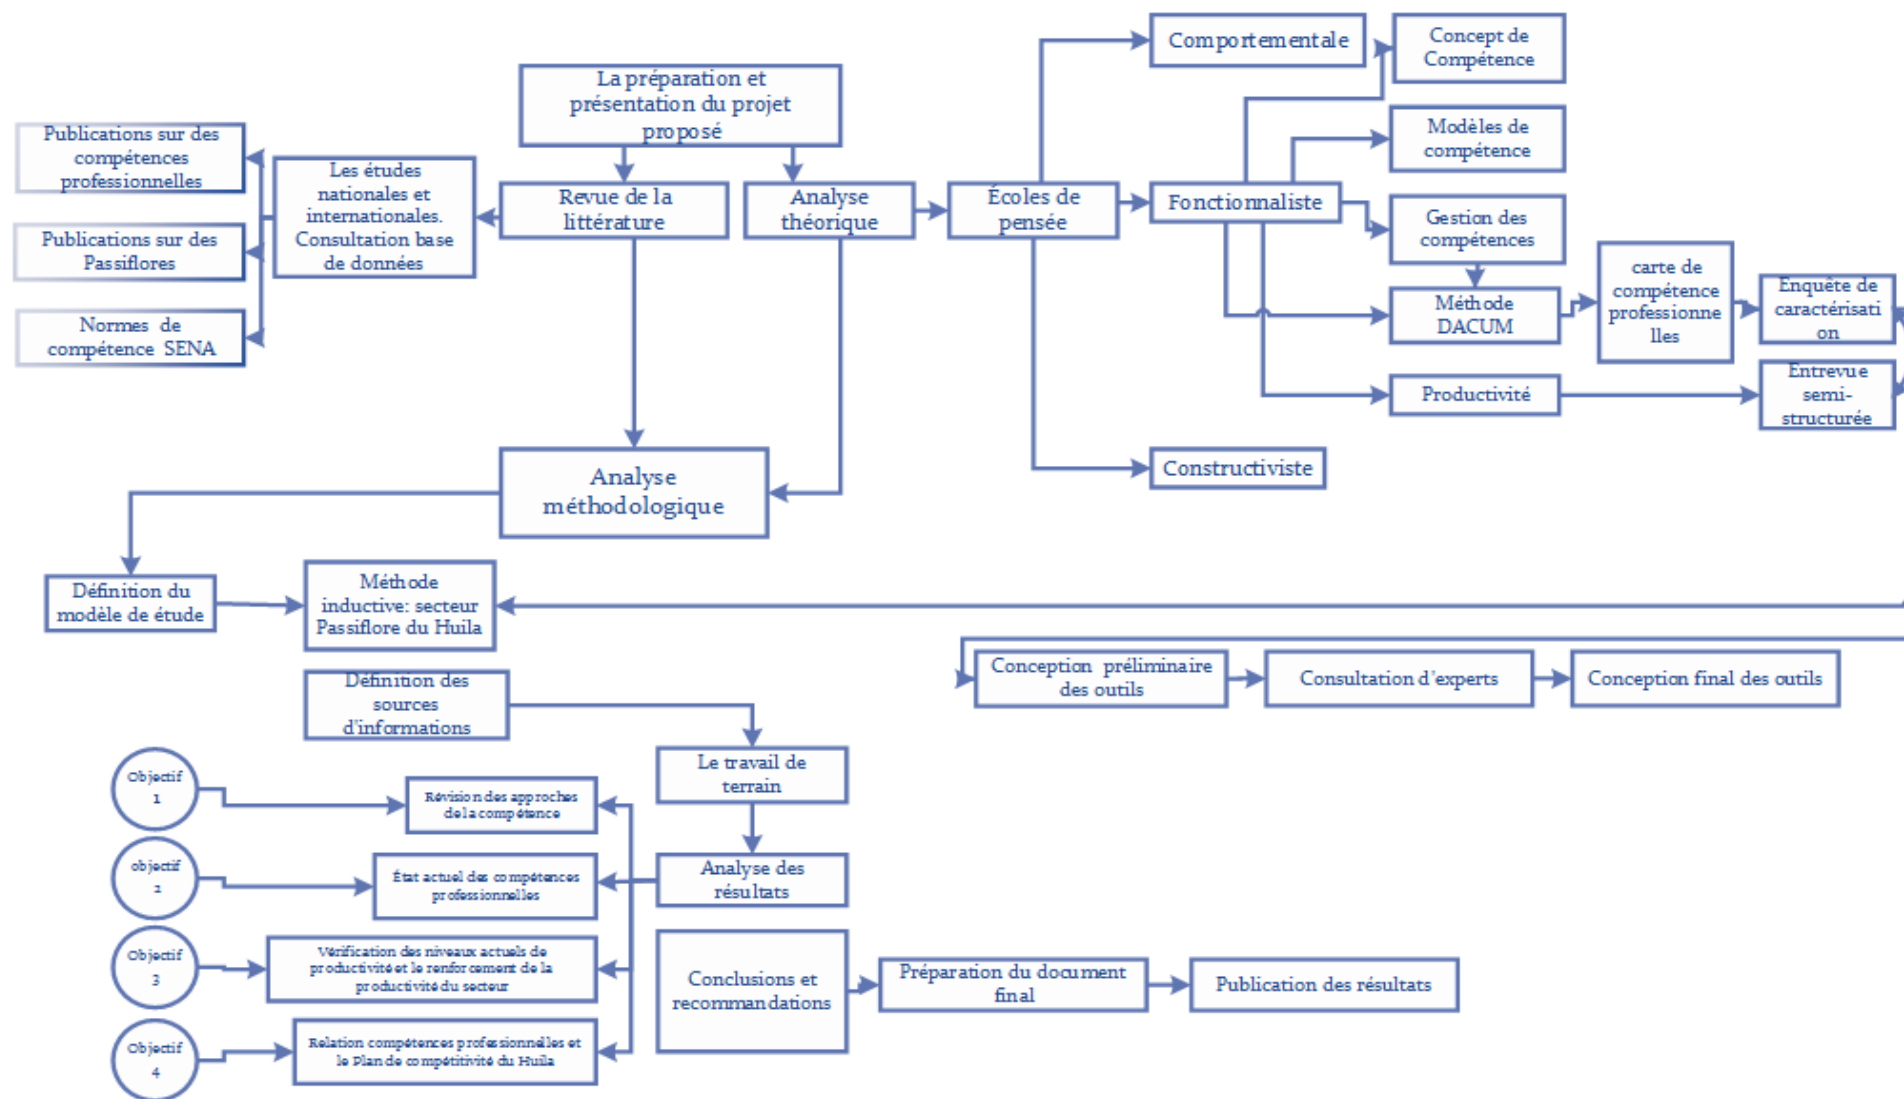 La préparation et
présentation du projet
proposé
Publications sur des
compétences
professionnelles
Publications sur des
Passiflores
Normes de
compétence SENA
Les études
nationales et
internationales.
Consultation base
de données
Revue de la
littérature
Analyse
théorique
Écoles de
pensée
Comportementale
Fonctionnaliste
Constructiviste
Concept de
Compétence
Modèles de
compétence
Gestion des
compétences
Méthode
DACUM
Productivité
carte de
compétence
professionne
lles
Enquête de
caractérisati
on
Entrevue
semi-
structurée
Analyse
méthodologique
Définition du
modèle de étude
Méthode
inductive: secteur
Passiflore du Huila
Conception préliminaire
des outils
Consultation d'experts
Conception final des outils
Définition des
sources
d'informations
Le travail de
terrain
Analyse des
résultats
Objectif
1
Révision des approches
de la compétence
objectif
2
État actuel des compétences
professionnelles
Objectif
3
Vérification des niveaux actuels de
productivité et le renforcement de la
productivité du secteur
Objectif
4
Relation compétences professionnelles et
le Plan de compétitivité du Huila
Conclusions et
recommandations
Préparation du document
final
Publication des résultats